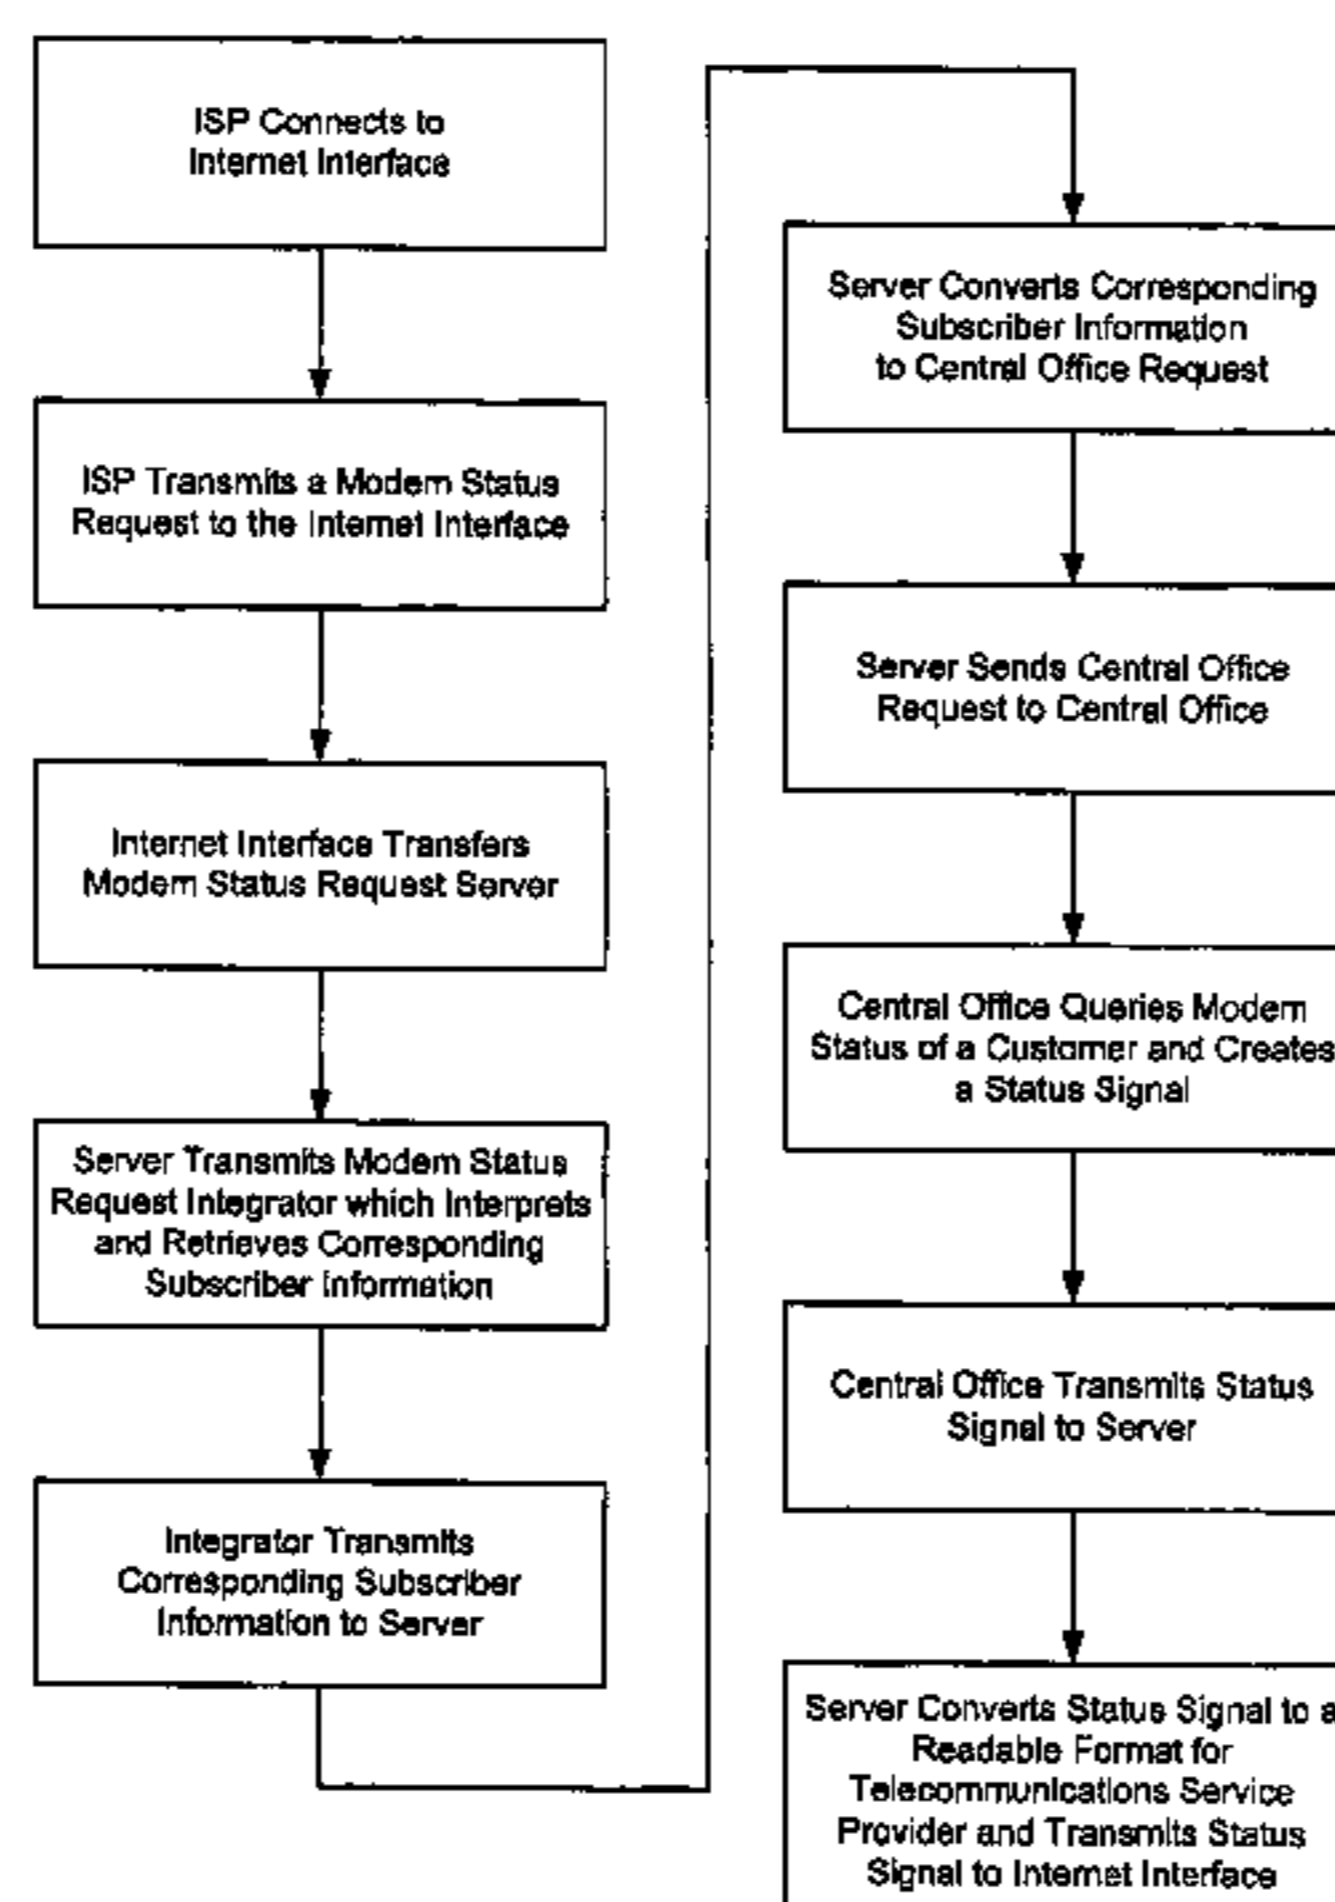 ISP Connects to
Internet Interface
ISP Transmits a Modem Status
Request to the Internet Interface
Internet Interface Transfers
Modem Status Request Server
Server Transmits Modem Status
Request Integrator which Interprets
and Retrieves Corresponding
Subscriber Information
Integrator Transmits
Corresponding Subscriber
Information to Server
Server Converts Corresponding
Subscriber Information
to Central Office Request
Server Sends Central Office
Request to Central Office
Central Office Queries Modem
Status of a Customer and Creates
a Status Signal
Central Office Transmits Status
Signal to Server
Server Converts Status Signal to a
Readable Format for
Telecommunications Service
Provider and Transmits Status
Signal to Internet Interface